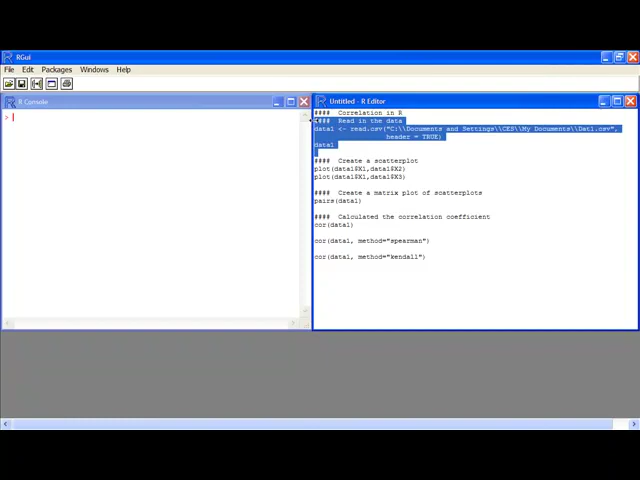 RGui
File Edit Packages Windows Help
R Console
>
Untitled - R Editor
#### Correlation in R
#### Read in the data
data1 <- read.csv("C:\\Documents and Settings\\CES\\My Documents\\Dat1.csv",
header = TRUE)
data1
#### Create a scatterplot
plot(data1$X1,data1$X2)
plot(data1$X1,data1$X3)
#### Create a matrix plot of scatterplots
pairs(data1)
#### Calculated the correlation coefficient
cor(data1)
cor(data1, method="spearman")
cor(data1, method="kendall")